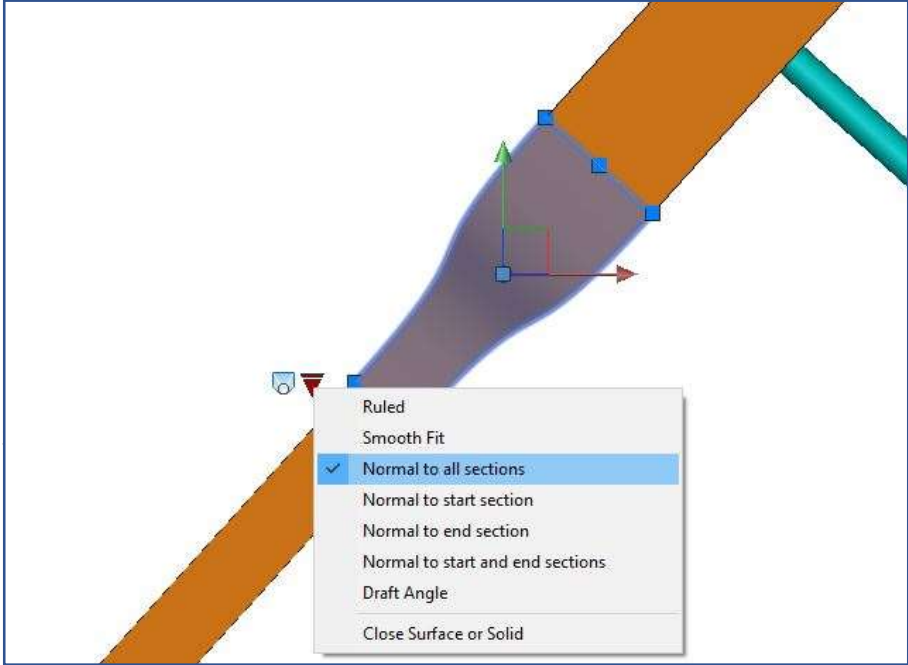 Ruled
Smooth Fit
Normal to all sections
Normal to start section
Normal to end section
Normal to start and end sections
Draft Angle
Close Surface or Solid